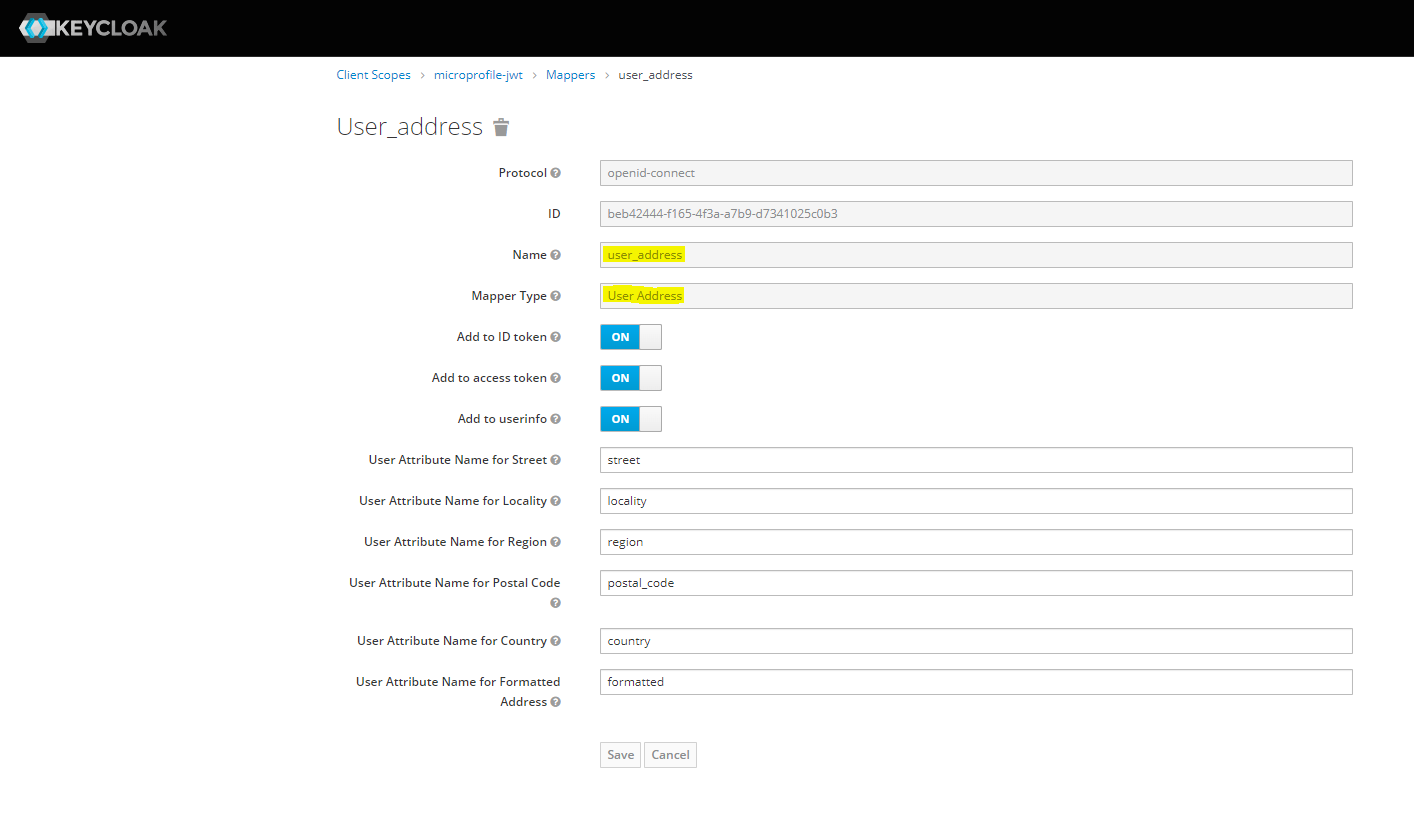 KEYCLOAK
Client Scopes > microprofile-jwt > Mappers > user_address
User_address
Protocol openid-connect
ID beb42444-f165-4f3a-a7b9-d7341025c0b3
Name user_address
Mapper Type User Address
Add to ID token ON
Add to access token ON
Add to userinfo ON
User Attribute Name for Street street
User Attribute Name for Locality locality
User Attribute Name for Region region
User Attribute Name for Postal Code postal_code
User Attribute Name for Country country
User Attribute Name for Formatted formatted
Address
Save Cancel